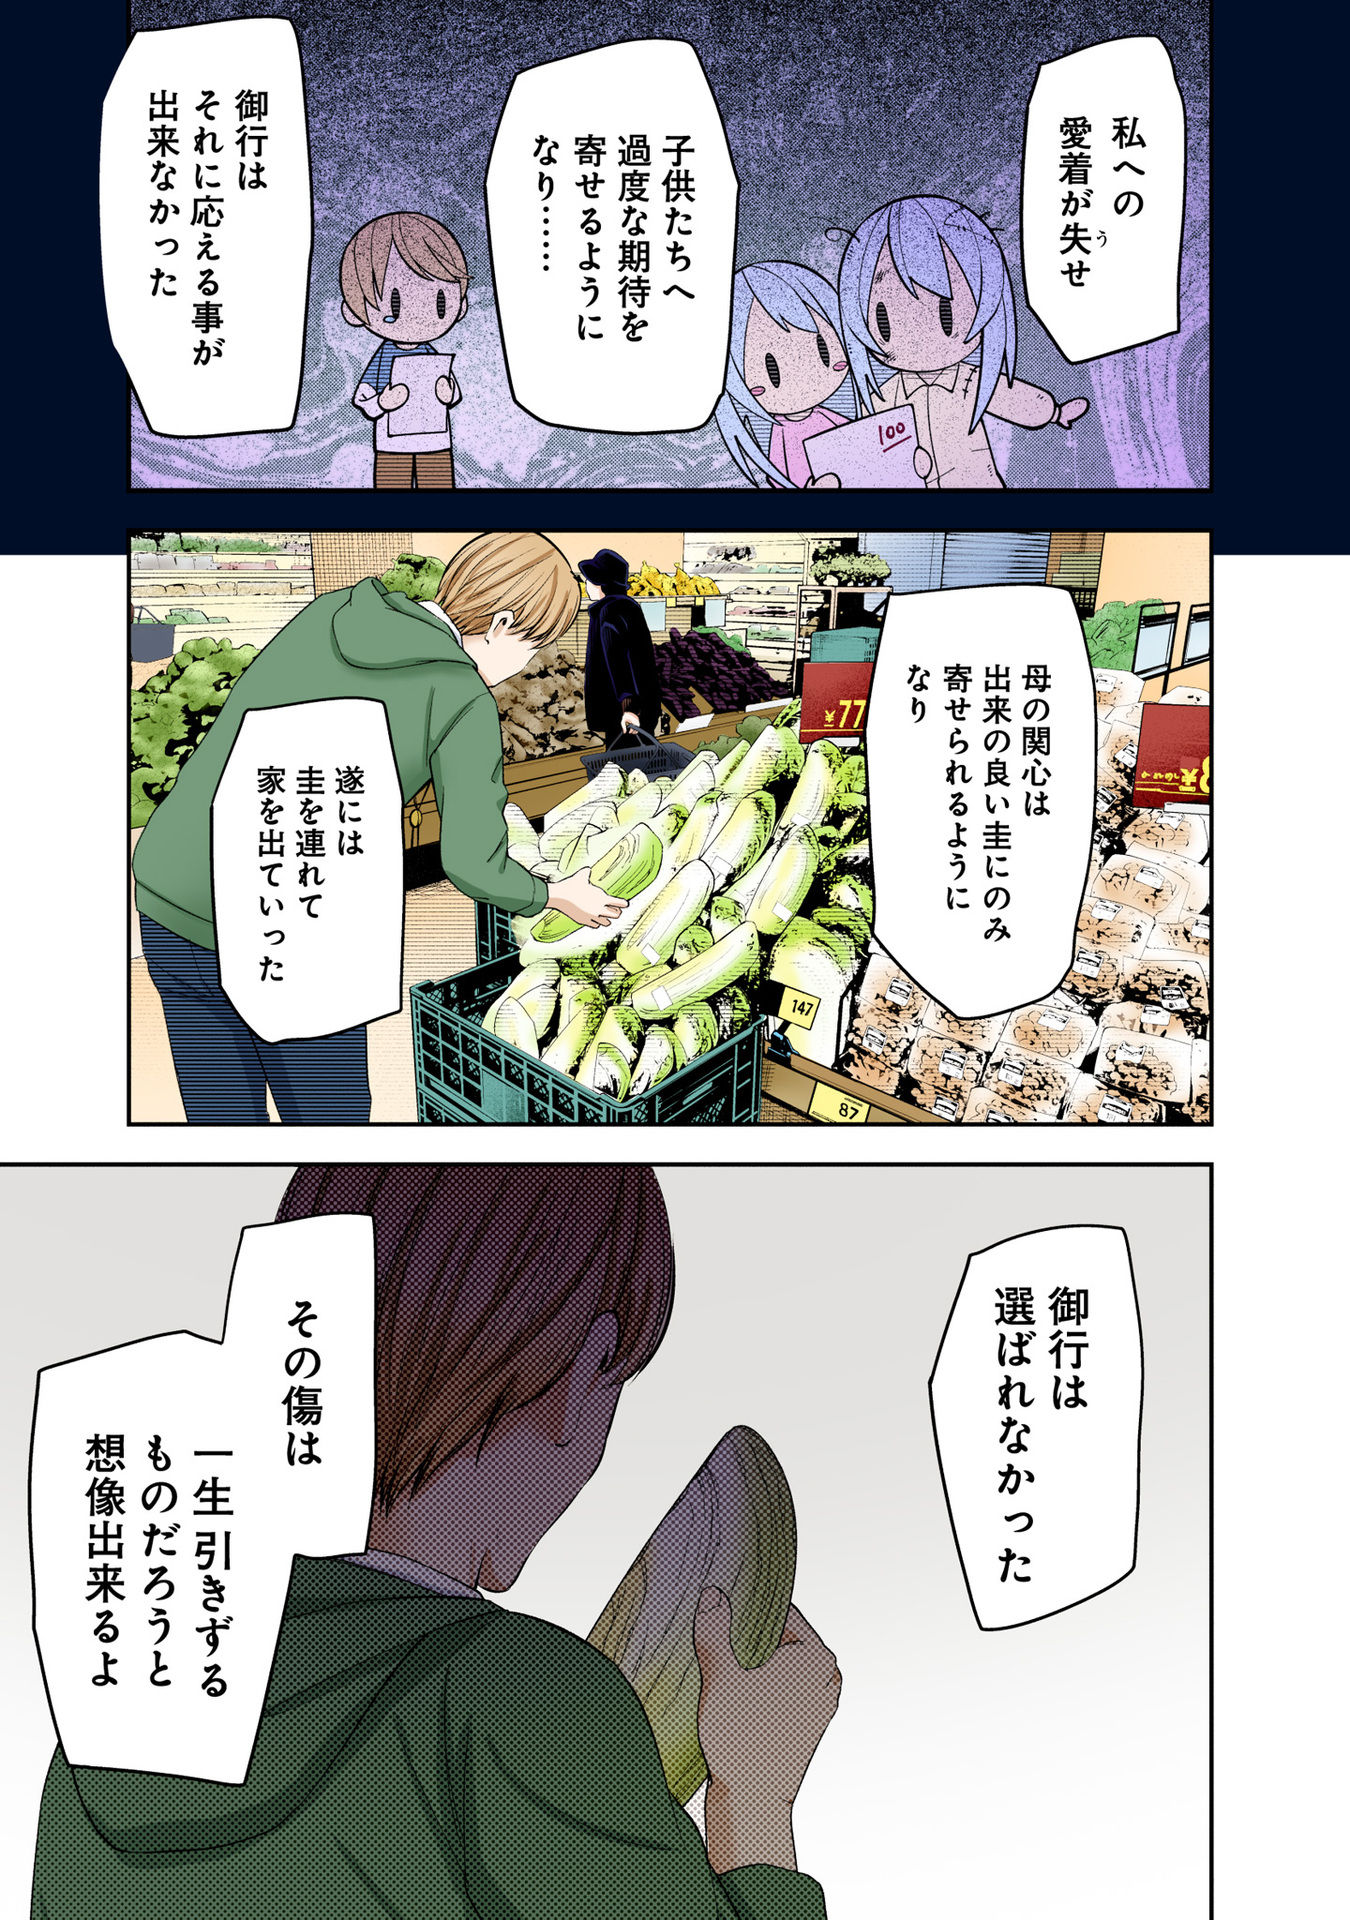 私への
愛着が失せ
う
子供たちへ
過度な期待を
寄せるように
なり……
御行は
それに応える事が
出来なかった
100
母の関心は
出来の良い圭にのみ
寄せられるように
なり
遂には
圭を連れて
家を出ていった
¥77
147
87
御行は
選ばれなかった
その傷は
一生引きずる
ものだろうと
想像出来るよ